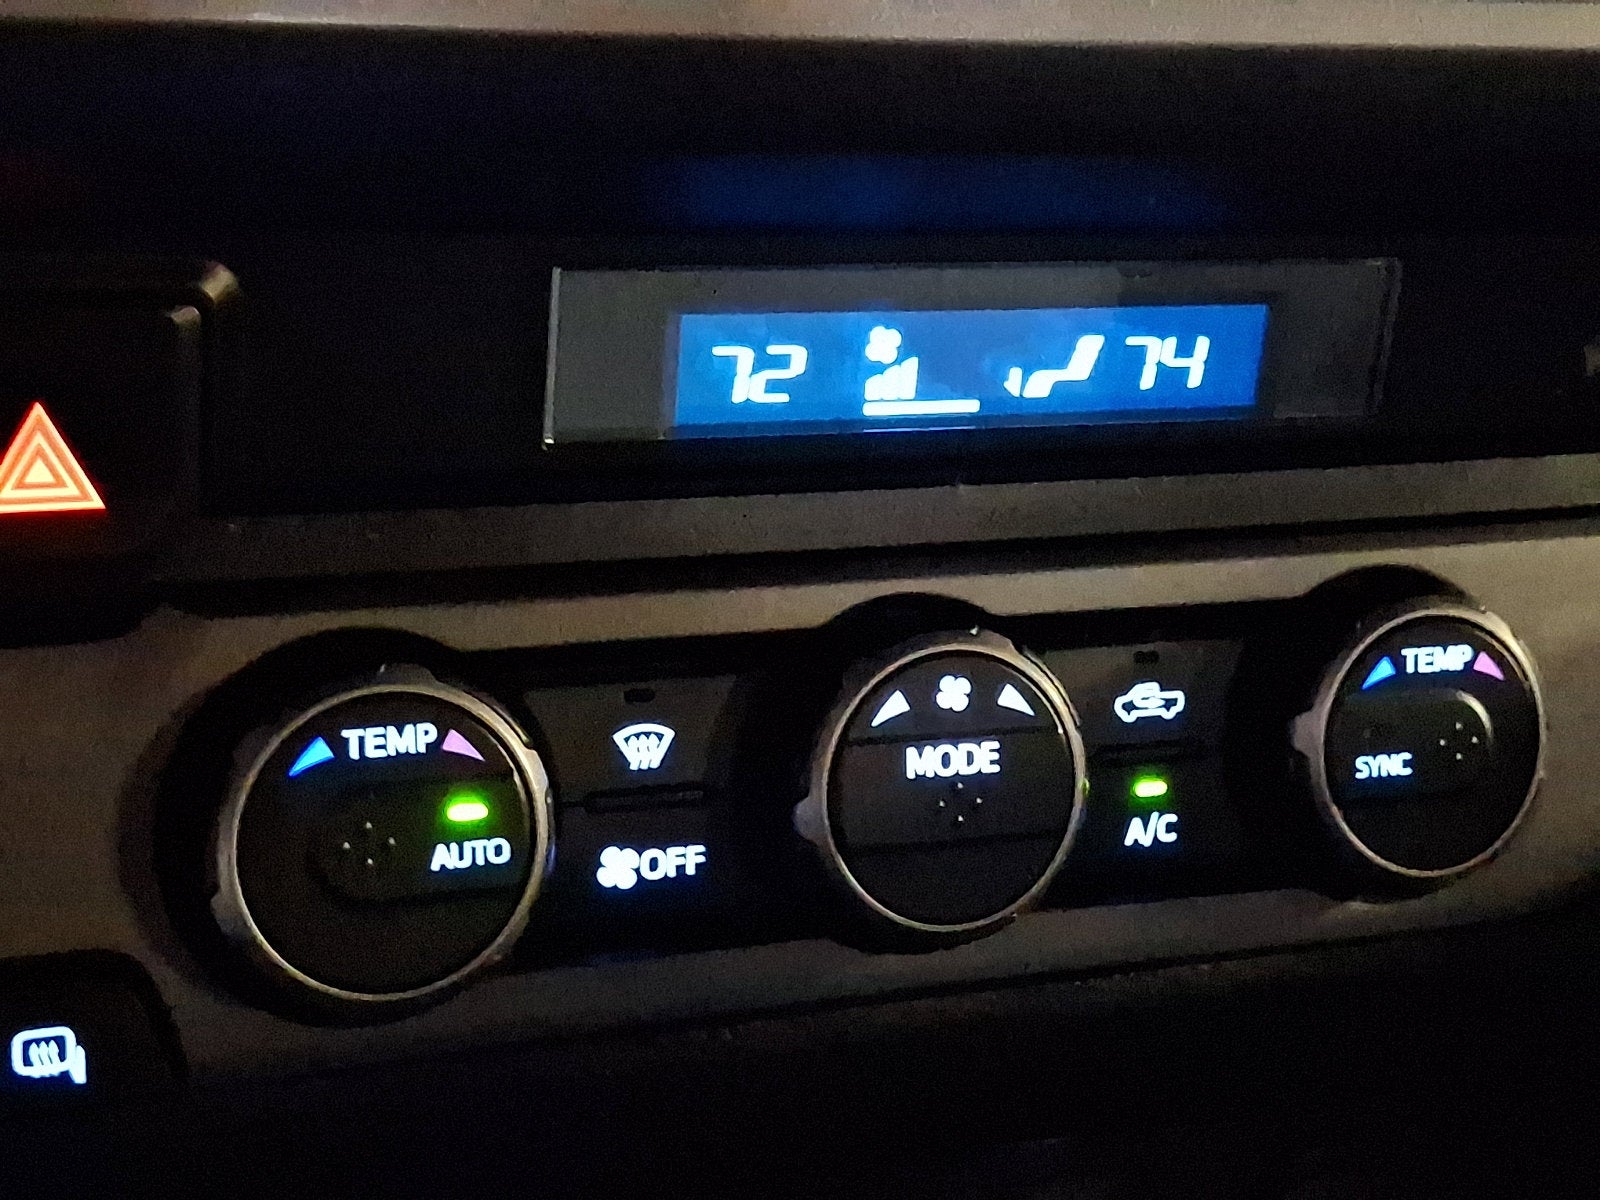 72 74
TEMP
AUTO
OFF
MODE
A/C
TEMP
SYNC